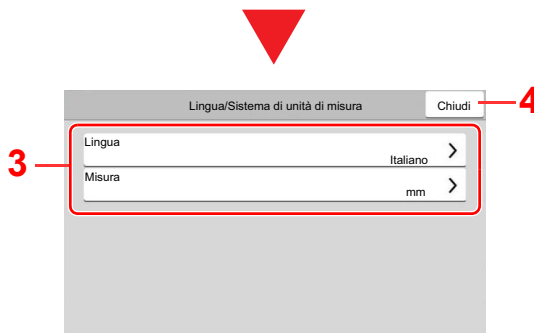 Lingua/Sistema di unità di misura
Chiudi
4
3
Lingua
Italiano
Misura
mm